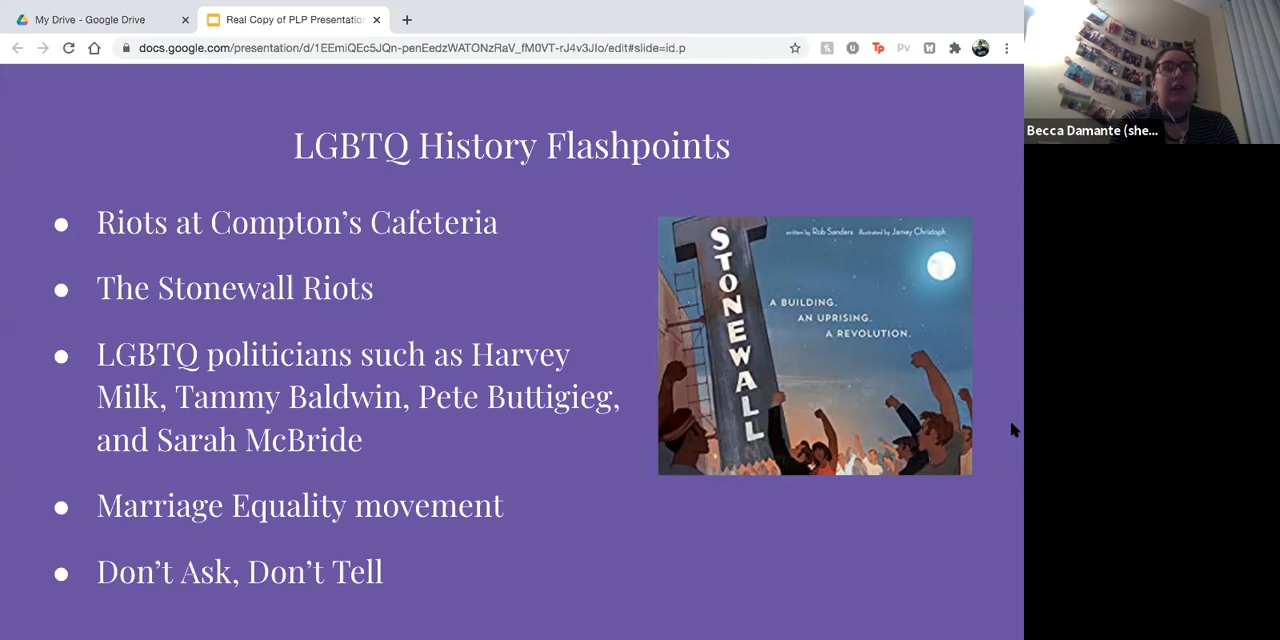 My Drive - Google Drive
Real Copy of PLP Presentation
docs.google.com/presentation/d/1EEmiQEc5JQn-penEedzWATONzRaV_fM0VT-rJ4v3JIo/edit#slide=id.p
Tp
Pv
W
Becca Damante (she...
LGBTQ History Flashpoints
● Riots at Compton’s Cafeteria
● The Stonewall Riots
● LGBTQ politicians such as Harvey
Milk, Tammy Baldwin, Pete Buttigieg,
and Sarah McBride
● Marriage Equality movement
● Don’t Ask, Don’t Tell
written by Rob Sanders illustrated by Jamey Christoph
STONEWALL
A BUILDING.
AN UPRISING.
A REVOLUTION.